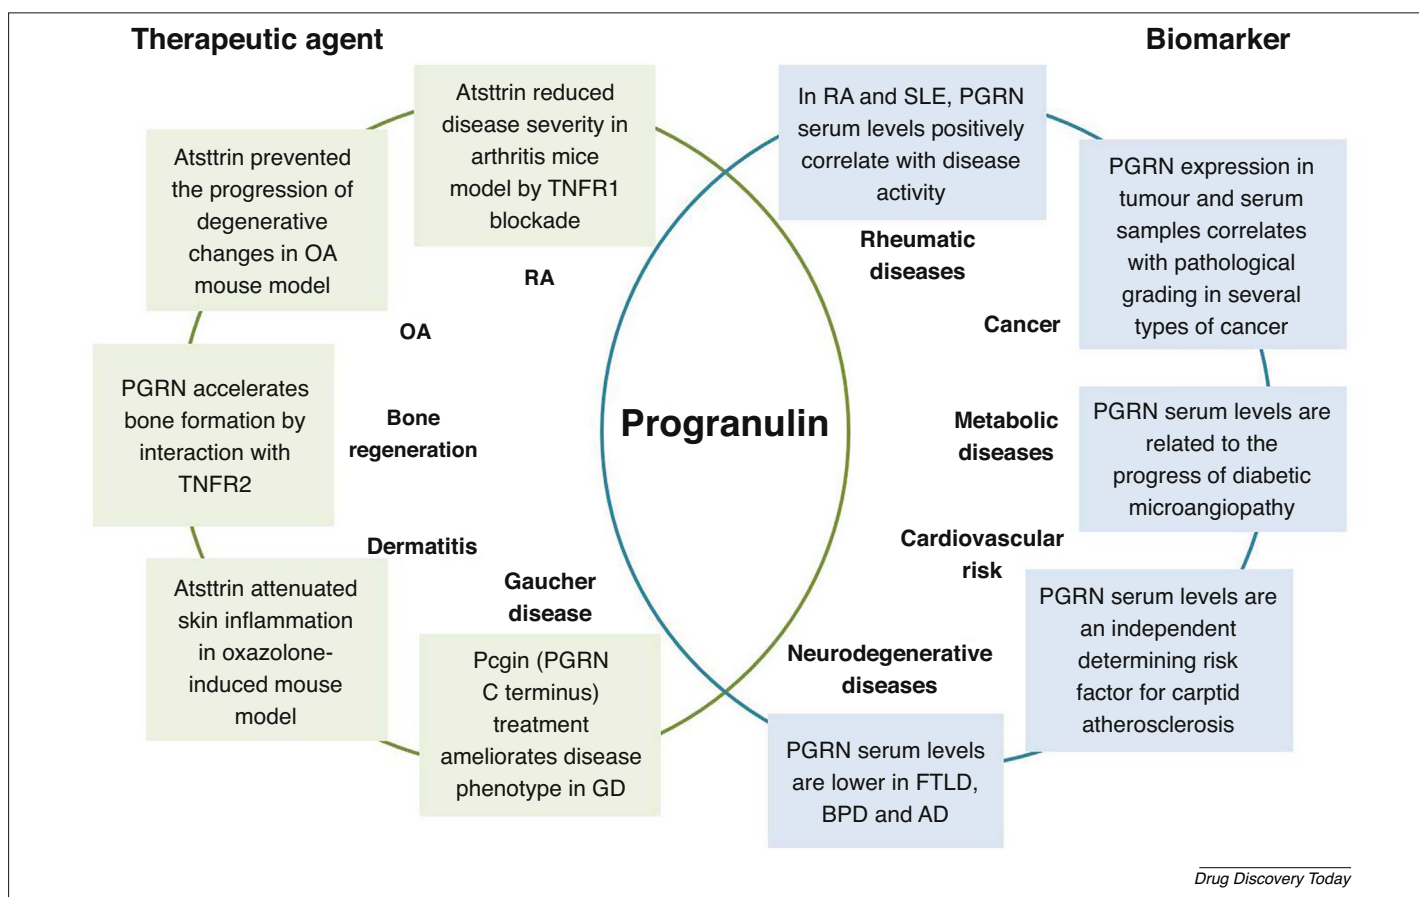 Therapeutic agent
Biomarker
Atsttrin reduced
disease severity in
arthritis mice
model by TNFR1
blockade
RA
Atsttrin prevented
the progression of
degenerative
changes in OA
mouse model
OA
PGRN accelerates
bone formation by
interaction with
TNFR2
Bone
regeneration
Atsttrin attenuated
skin inflammation
in oxazolone-
induced mouse
model
Dermatitis
Gaucher
disease
Pcgin (PGRN
C terminus)
treatment
ameliorates disease
phenotype in GD
Progranulin
In RA and SLE, PGRN
serum levels positively
correlate with disease
activity
Rheumatic
diseases
PGRN expression in
tumour and serum
samples correlates
with pathological
grading in several
types of cancer
Cancer
PGRN serum levels are
related to the
progress of diabetic
microangiopathy
Metabolic
diseases
Cardiovascular
risk
PGRN serum levels are
an independent
determining risk
factor for carptid
atherosclerosis
Neurodegenerative
diseases
PGRN serum levels
are lower in FTLD,
BPD and AD
Drug Discovery Today